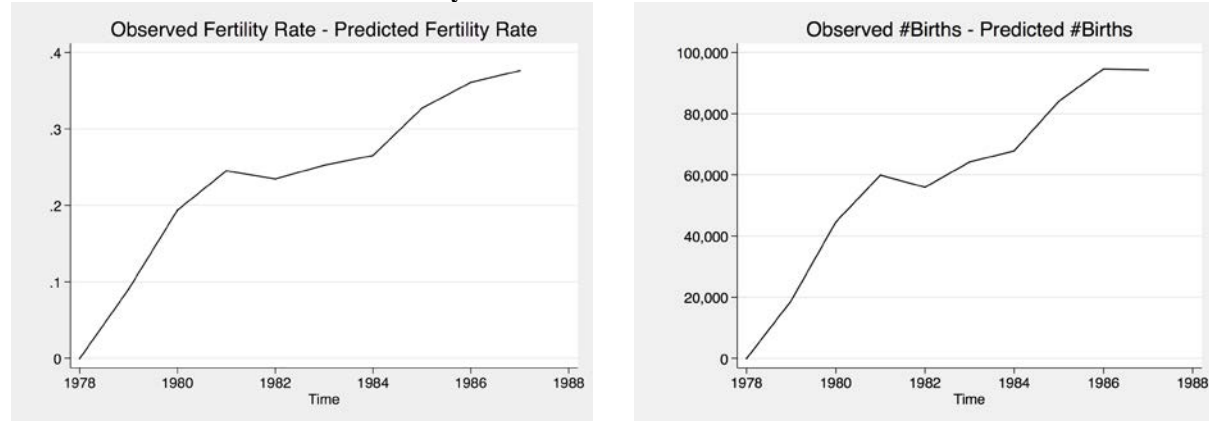 Observed Fertility Rate - Predicted Fertility Rate
.4
.3
.2
.1
0
1978 1980 1982 1984 1986 1988
Time
Observed #Births - Predicted #Births
100,000
80,000
60,000
40,000
20,000
0
1978 1980 1982 1984 1986 1988
Time